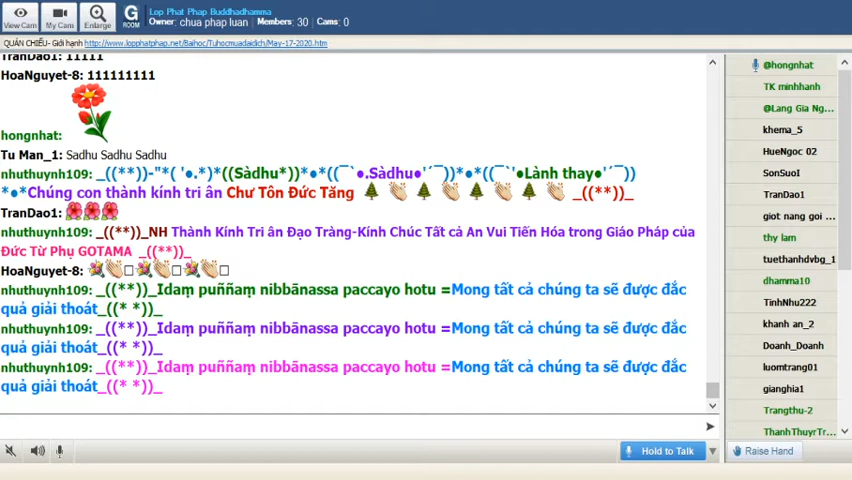 Lop Phat Phap Buddhadhamma
Owner: chua phap luan Members: 30 Cams: 0
View Cam My Cam Enlarge G ROOM
QUÁN CHIẾU- Giới hạnh http://www.lopphatphap.net/Baihoc/Tuhocmuadaidich/May-17-2020.htm
TranDao1: 11111
HoaNguyet-8: 111111111
hongnhat:
Tu Man_1: Sadhu Sadhu Sadhu
nhuthuynh109: _((**))-"*( '●.*)*((Sàdhu*))*●*((¯`●.Sàdhu●'´¯))*●*((¯`'●Lành thay●'´¯))
*●*Chúng con thành kính tri ân Chư Tôn Đức Tăng 🌲 👏 🌲 👏 🌲 👏 🌲 👏 _((**))_
TranDao1: 🌺🌺🌺
nhuthuynh109: _((**))_NH Thành Kính Tri ân Đạo Tràng-Kính Chúc Tất cả An Vui Tiến Hóa trong Giáo Pháp của
Đức Từ Phụ GOTAMA _((**))_
HoaNguyet-8: 💐👏□💐👏□💐👏□
nhuthuynh109: _((**))_Idaṃ puññaṃ nibbānassa paccayo hotu =Mong tất cả chúng ta sẽ được đắc
quả giải thoát_((* *))_
nhuthuynh109: _((**))_Idaṃ puññaṃ nibbānassa paccayo hotu =Mong tất cả chúng ta sẽ được đắc
quả giải thoát_((* *))_
nhuthuynh109: _((**))_Idaṃ puññaṃ nibbānassa paccayo hotu =Mong tất cả chúng ta sẽ được đắc
quả giải thoát_((* *))_
@hongnhat
TK minhhanh
@Lang Gia Ng...
khema_5
HueNgoc 02
SonSuoI
TranDao1
giot nang goi ...
thy lam
tuethanhdvbg_1
dhamma10
TinhNhu222
khanh an_2
Doanh_Doanh
luomtrang01
gianghia1
Trangthu-2
ThanhThuyrTr...
Hold to Talk
Raise Hand